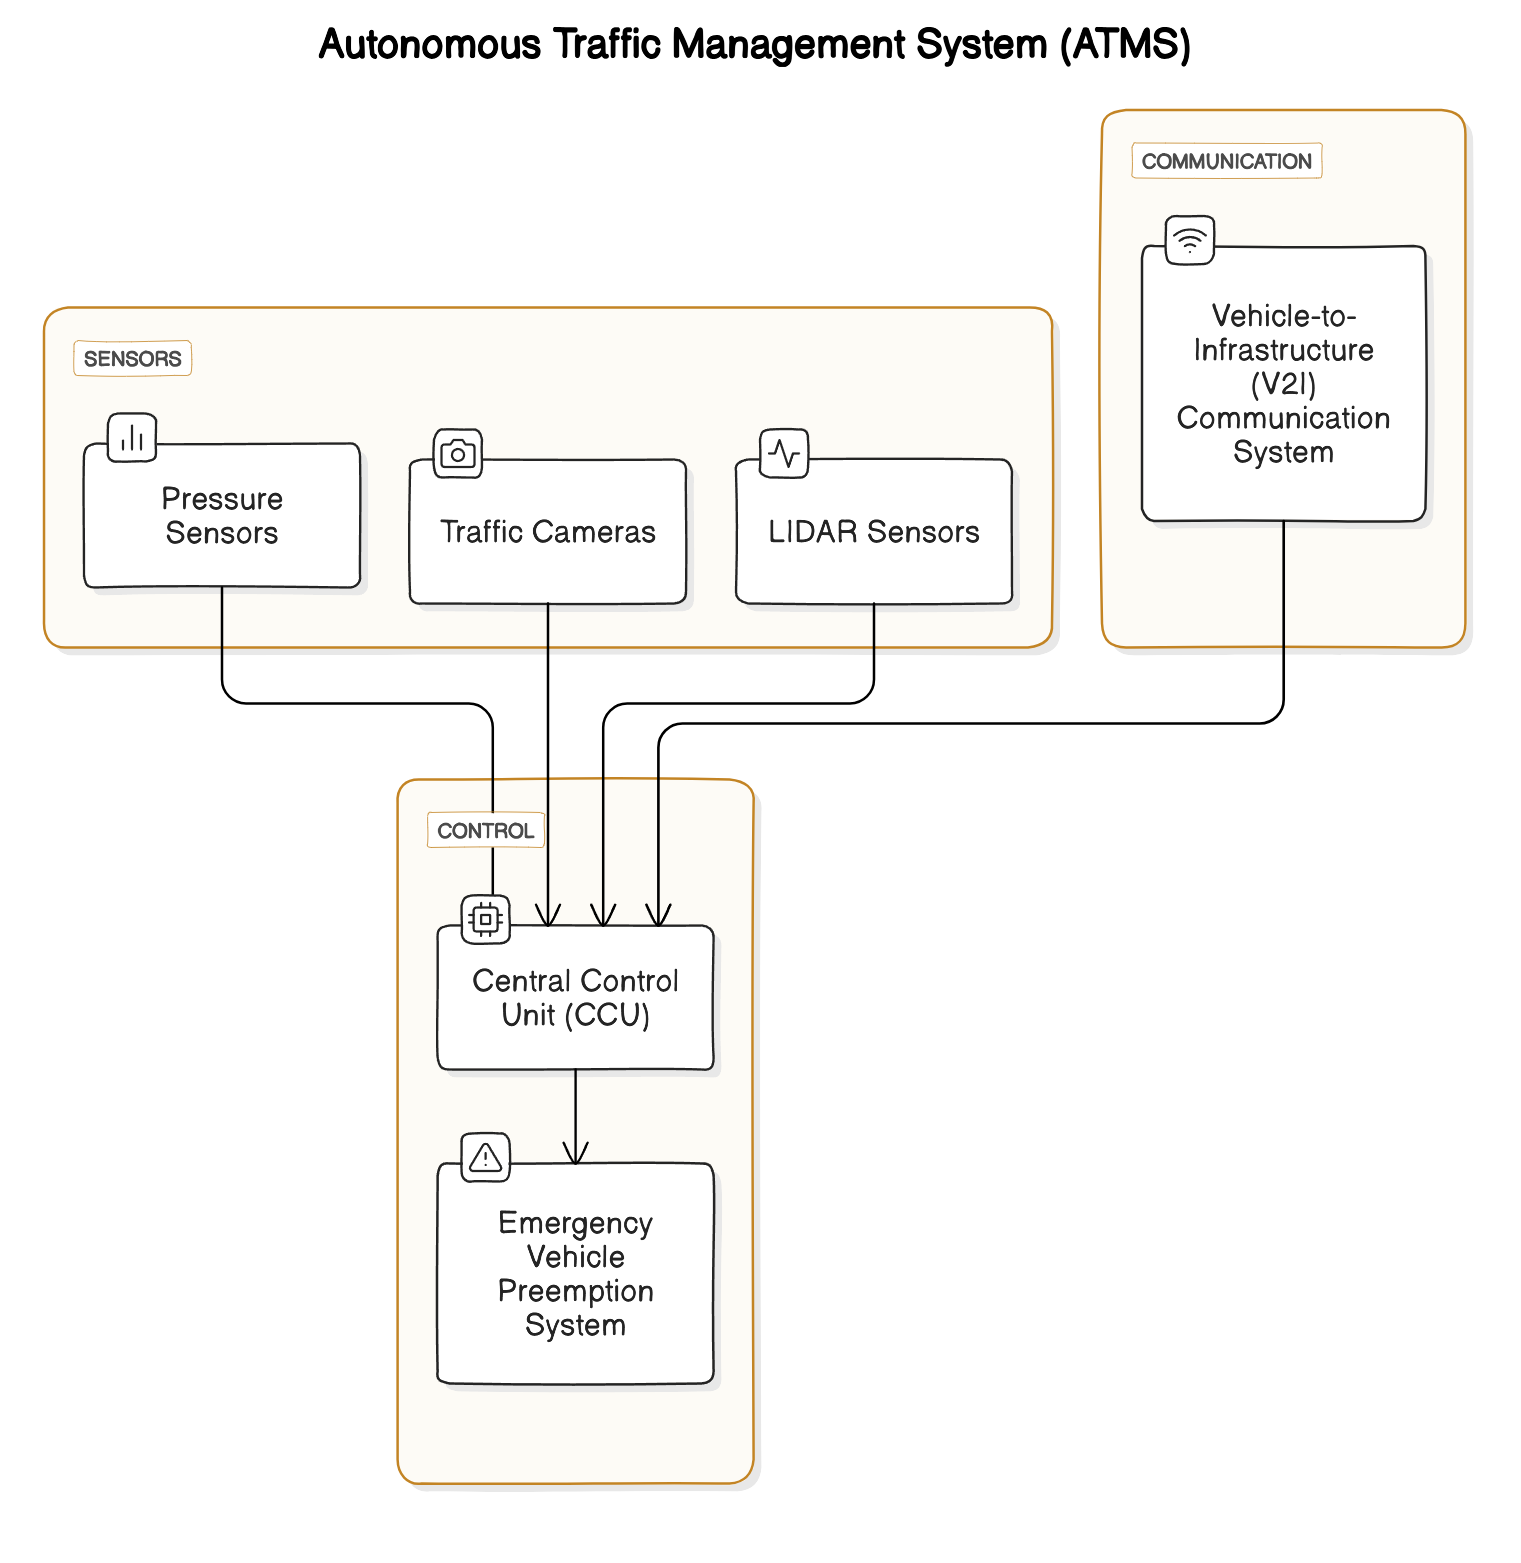 Autonomous Traffic Management System (ATMS)
COMMUNICATION
Vehicle-to-
Infrastructure
(V2I)
Communication
System
SENSORS
Pressure
Sensors
Traffic Cameras
LIDAR Sensors
CONTROL
Central Control
Unit (CCU)
Emergency
Vehicle
Preemption
System